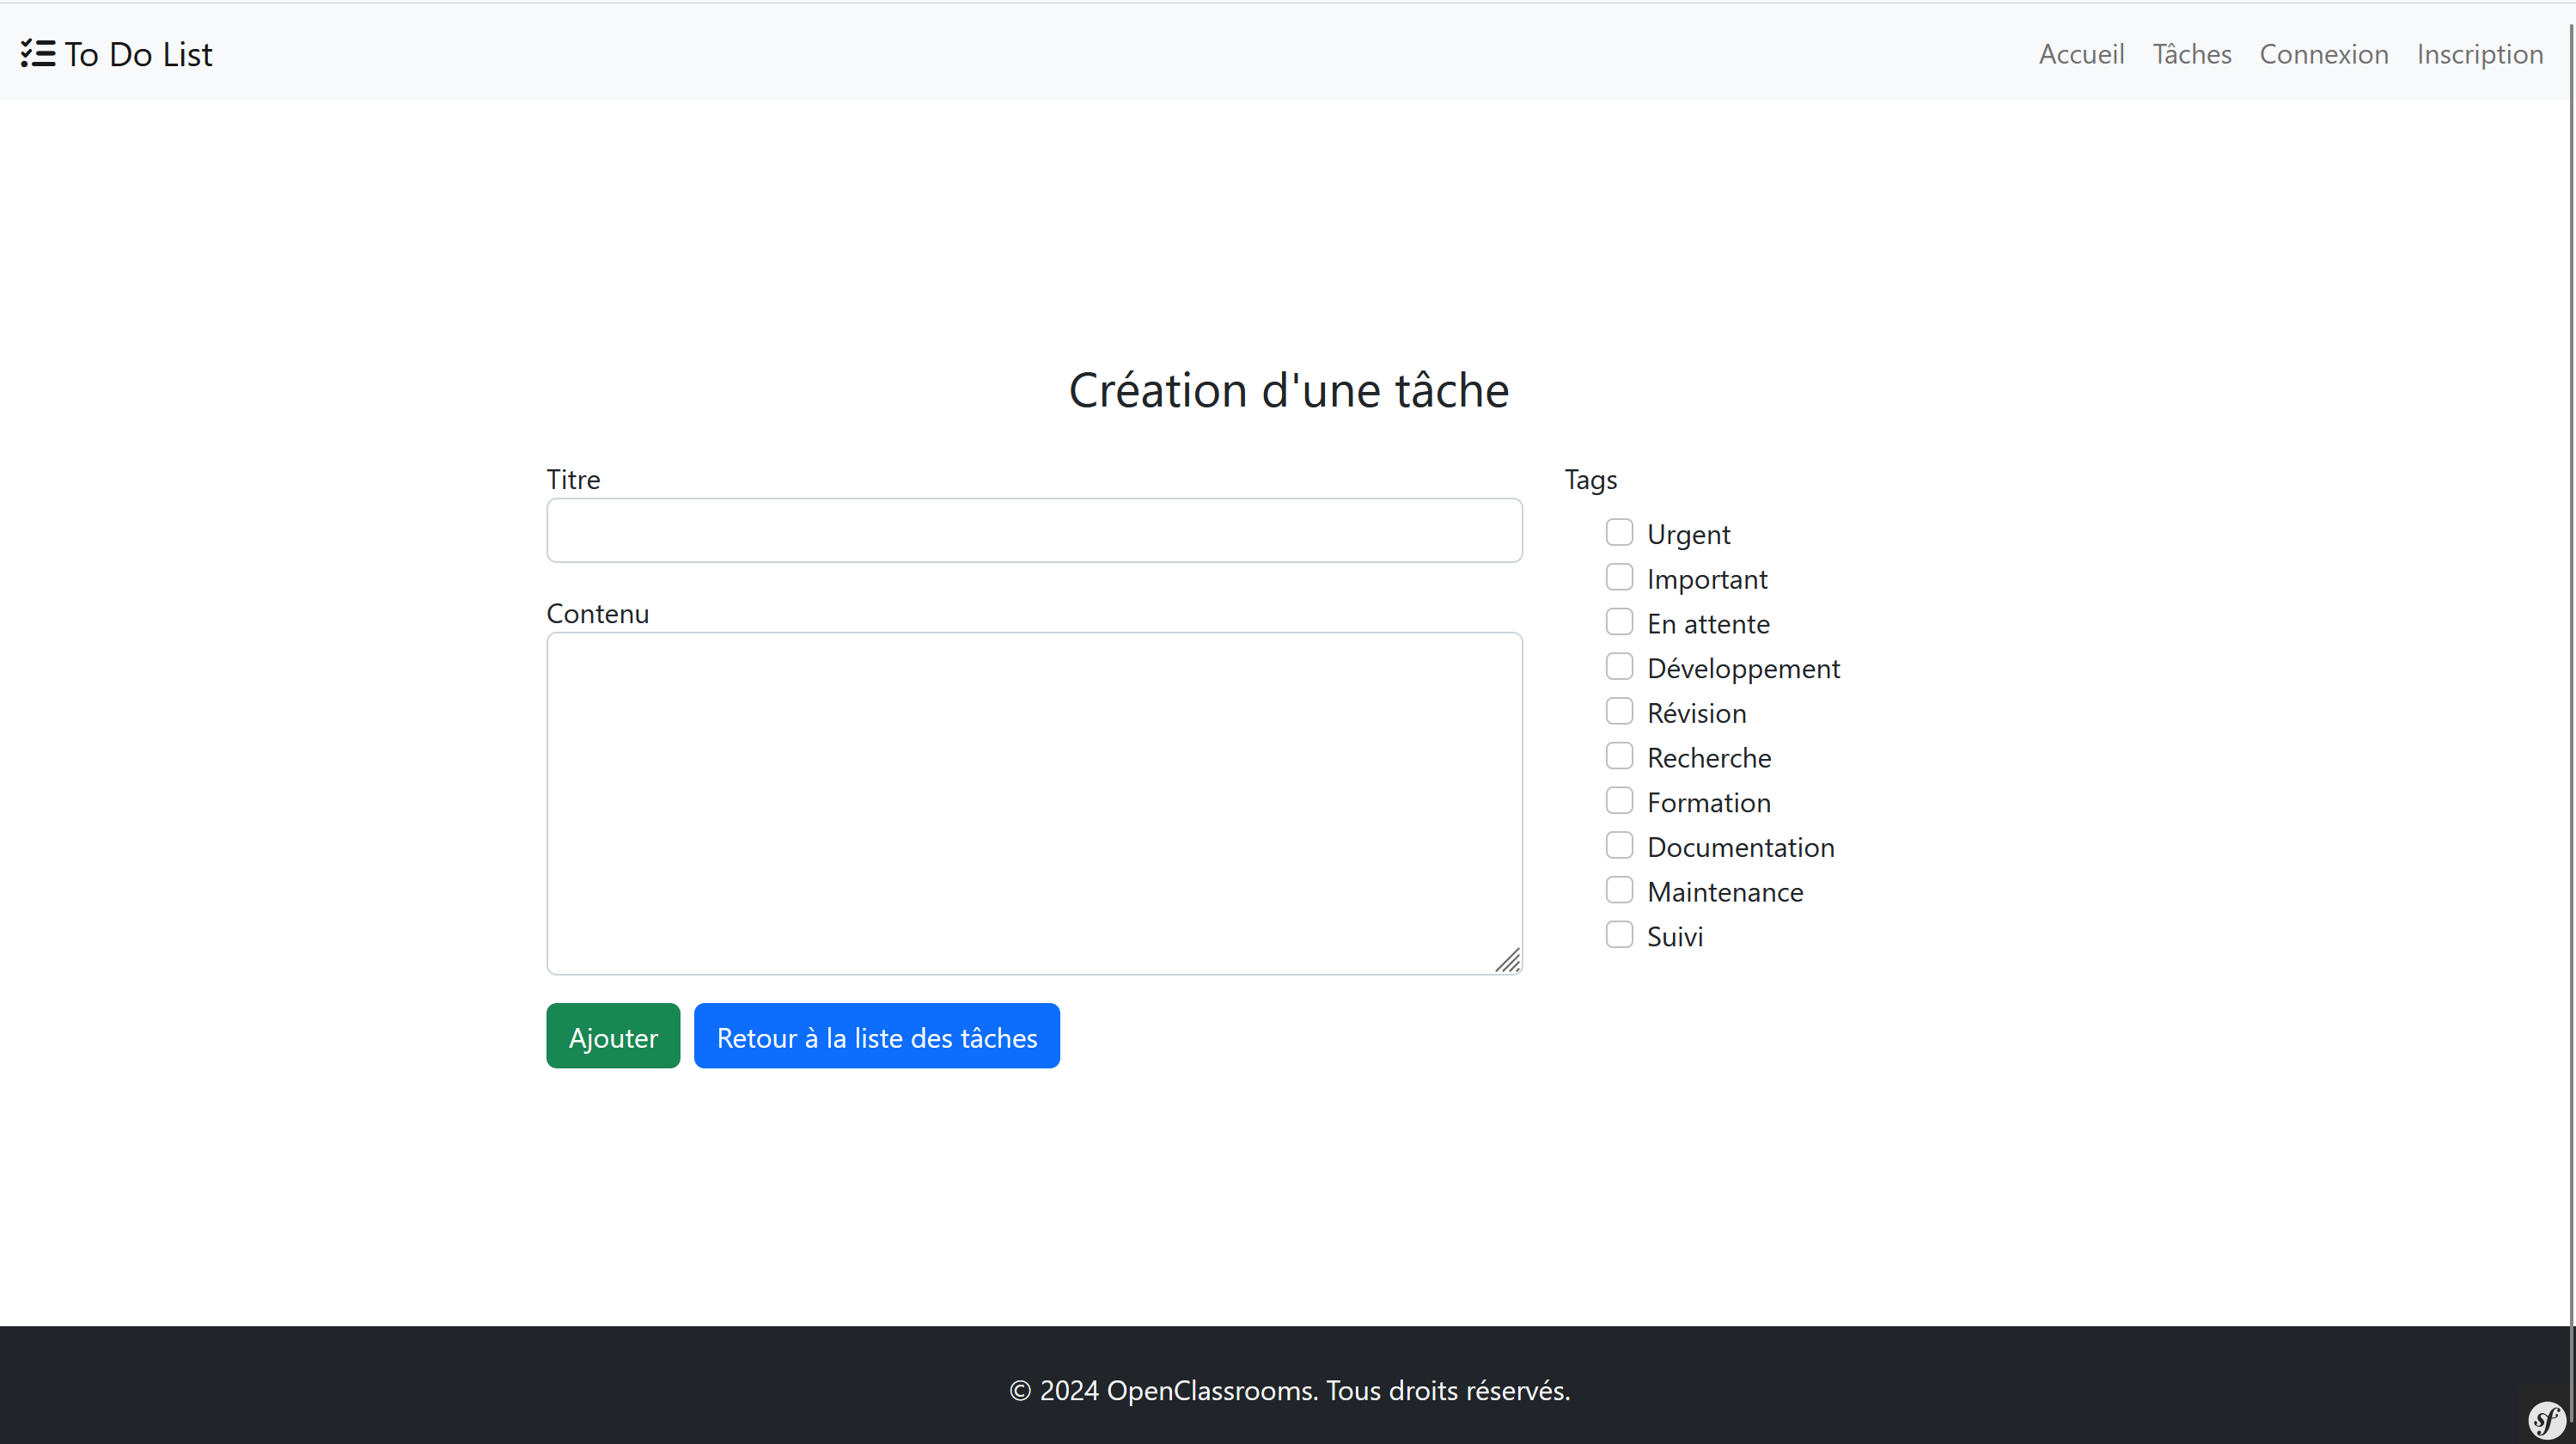 To Do List
Accueil Tâches Connexion Inscription
Création d'une tâche
Titre
Contenu
Ajouter Retour à la liste des tâches
Tags
Urgent
Important
En attente
Développement
Révision
Recherche
Formation
Documentation
Maintenance
Suivi
© 2024 OpenClassrooms. Tous droits réservés.
sf